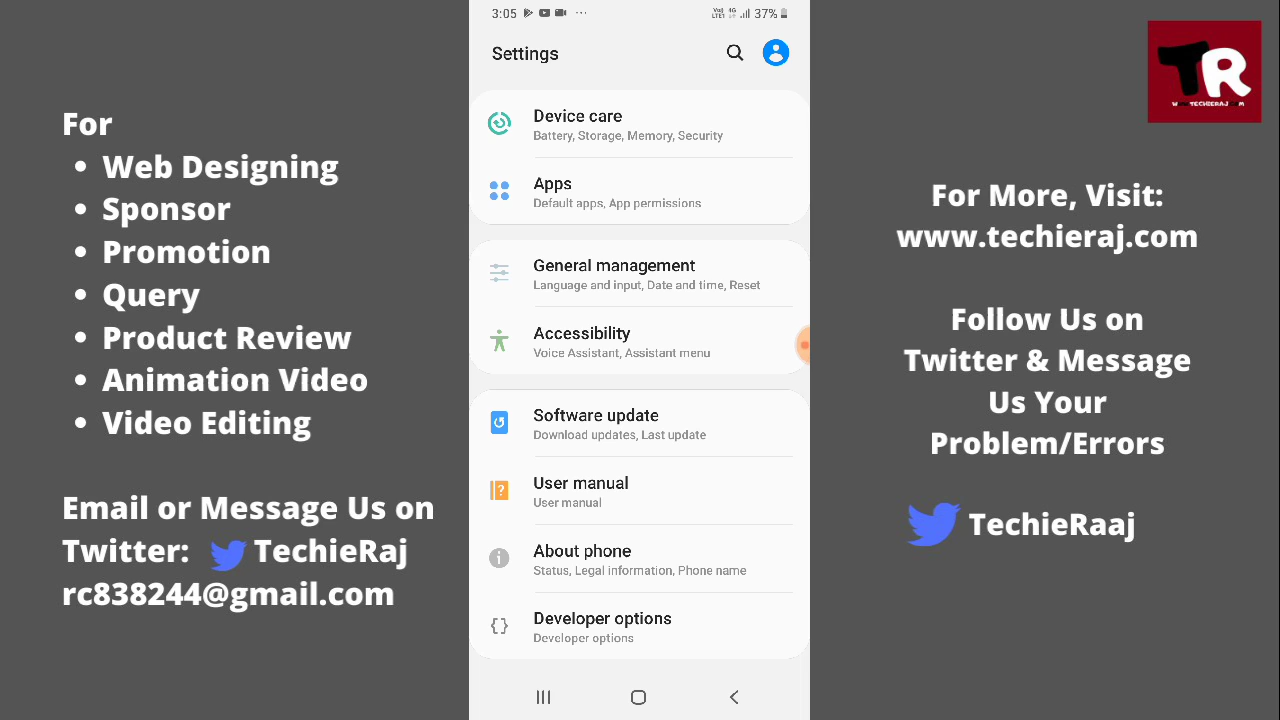 For
• Web Designing
• Sponsor
• Promotion
• Query
• Product Review
• Animation Video
• Video Editing
Email or Message Us on
Twitter: TechieRaj
rc838244@gmail.com
3:05 37%
Settings
Device care
Battery, Storage, Memory, Security
Apps
Default apps, App permissions
General management
Language and input, Date and time, Reset
Accessibility
Voice Assistant, Assistant menu
Software update
Download updates, Last update
User manual
User manual
About phone
Status, Legal information, Phone name
Developer options
Developer options
TR
For More, Visit:
www.techieraj.com
Follow Us on
Twitter & Message
Us Your
Problem/Errors
TechieRaaj